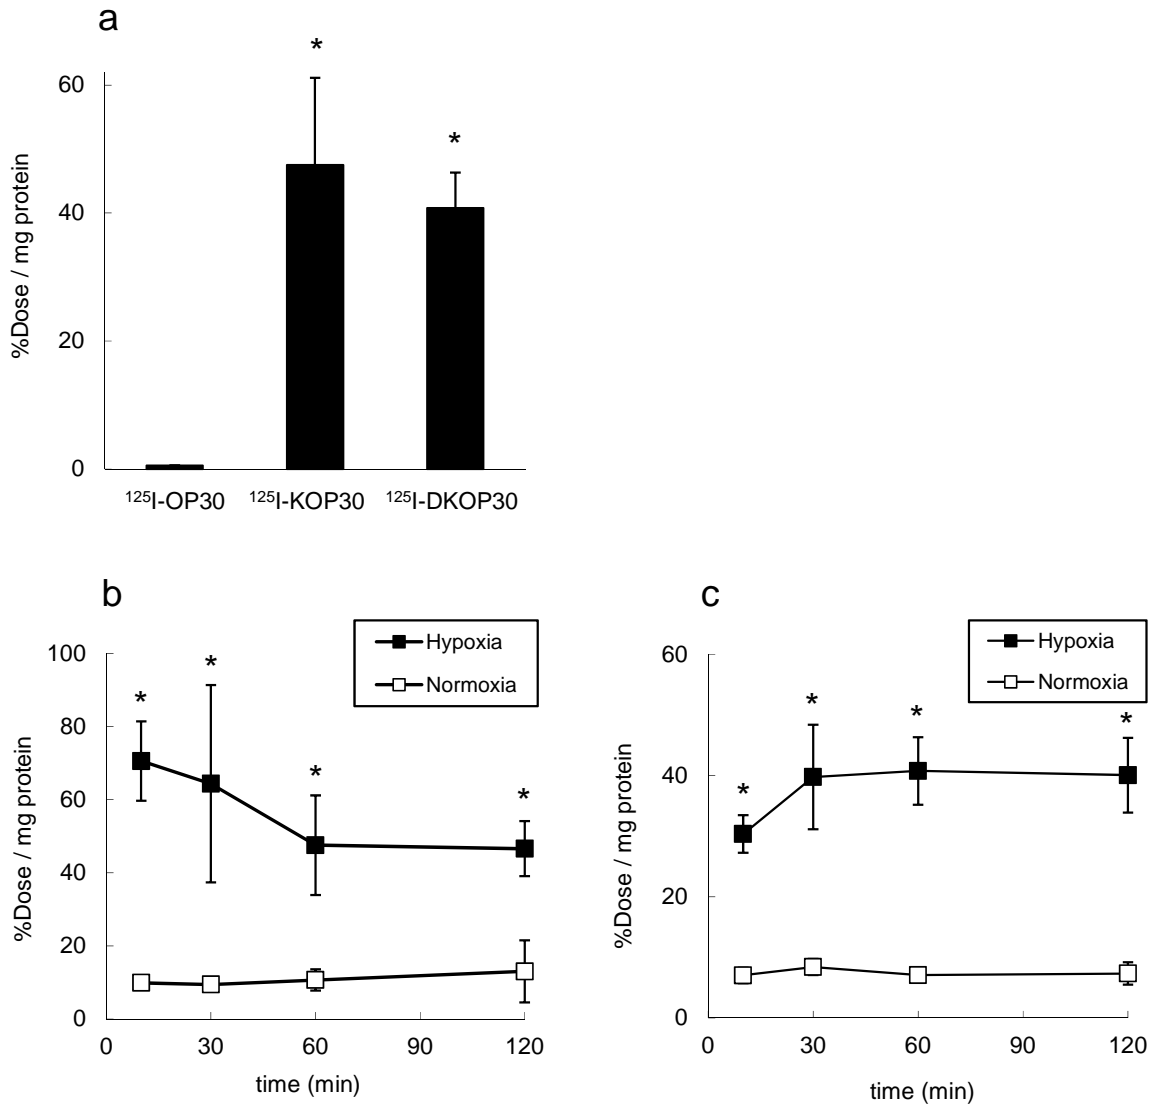 a
%Dose / mg protein
60
40
20
0
*
*
¹²⁵I-OP30 ¹²⁵I-KOP30 ¹²⁵I-DKOP30
b
%Dose / mg protein
100
80
60
40
20
0
Hypoxia
Normoxia
*
*
*
*
0 30 60 90 120
time (min)
c
%Dose / mg protein
60
40
20
0
Hypoxia
Normoxia
*
*
*
*
0 30 60 90 120
time (min)